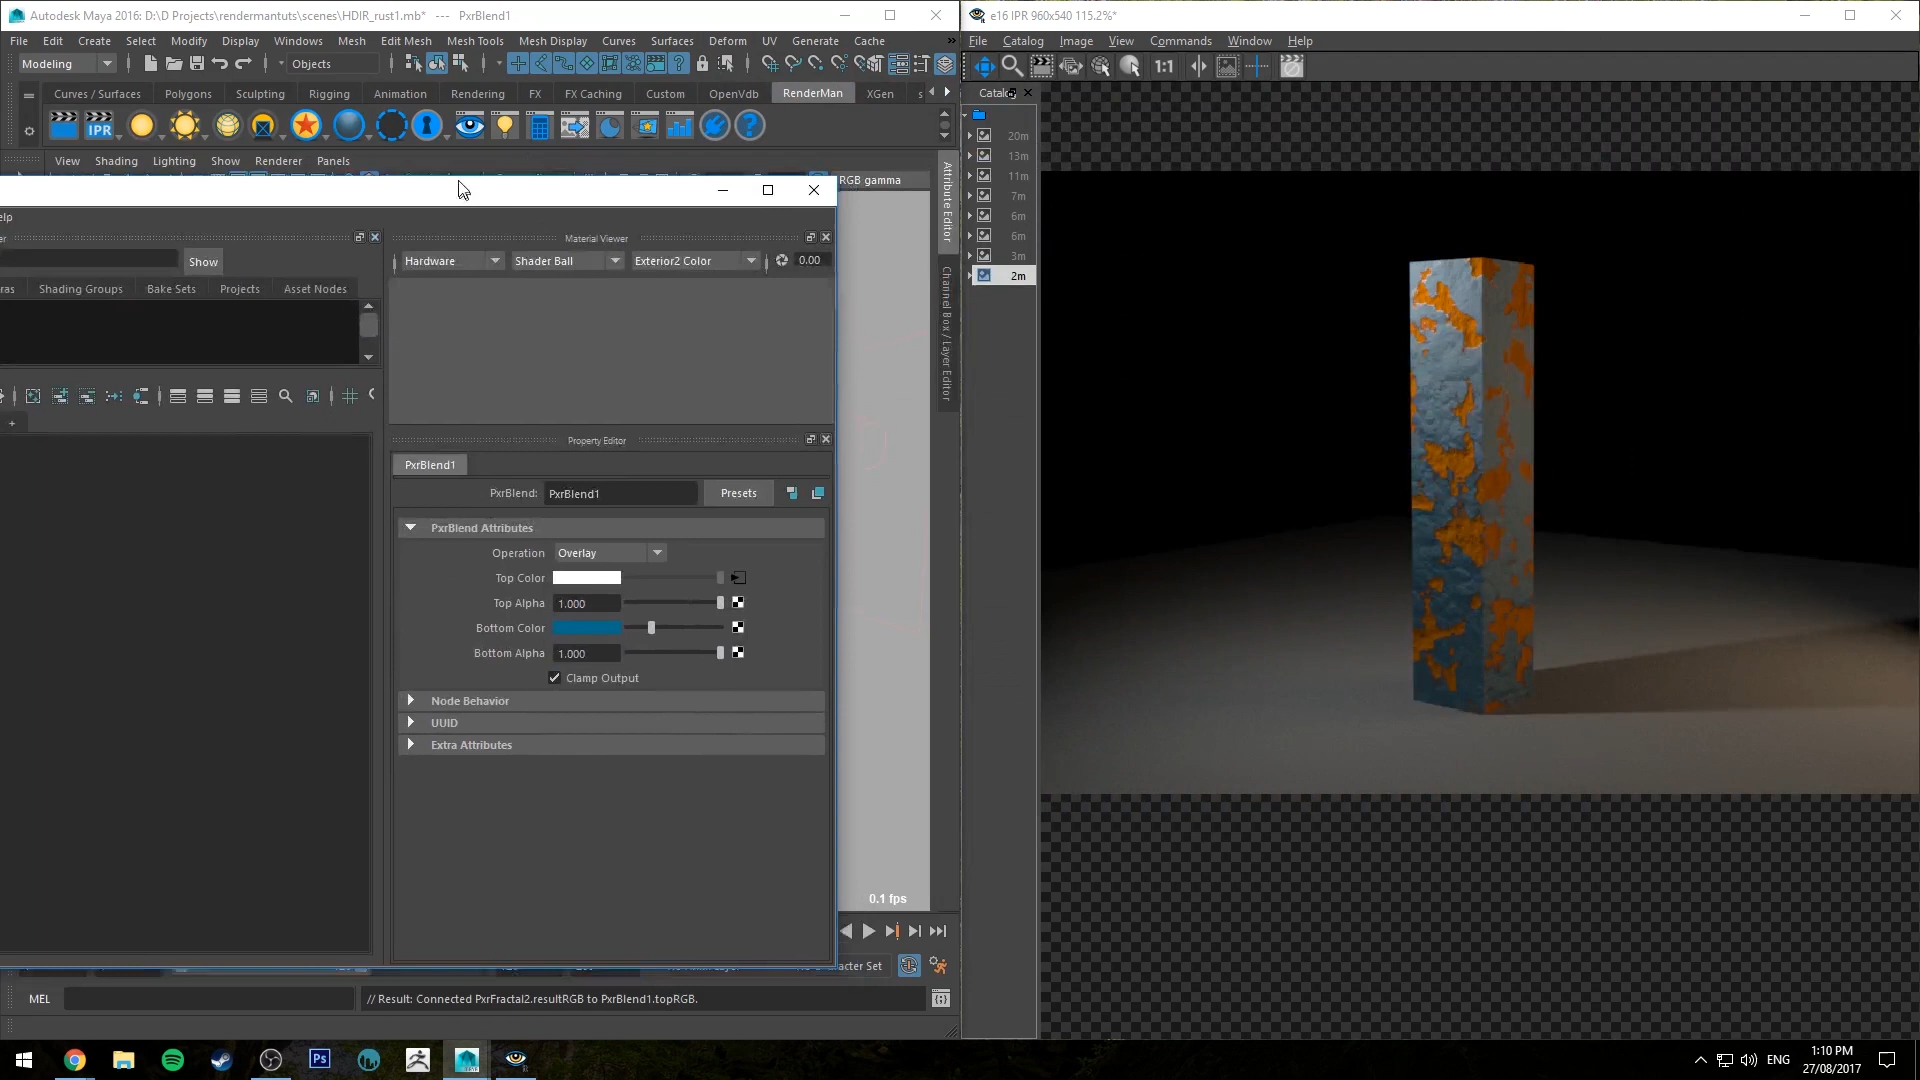 Autodesk Maya 2016: D:\D Projects\rendermantuts\scenes\HDIR_rust1.mb* --- PxrBlend1
File Edit Create Select Modify Display Windows Mesh Edit Mesh Mesh Tools Mesh Display Curves Surfaces Deform UV Generate Cache
Modeling Objects
Curves / Surfaces Polygons Sculpting Rigging Animation Rendering FX FX Caching Custom OpenVdb RenderMan XGen s
IPR
View Shading Lighting Show Renderer Panels
RGB gamma
elp
er Material Viewer
Show Hardware Shader Ball Exterior2 Color 0.00
ras Shading Groups Bake Sets Projects Asset Nodes
+
Property Editor
PxrBlend1
PxrBlend: PxrBlend1 Presets
PxrBlend Attributes
Operation Overlay
Top Color
Top Alpha 1.000
Bottom Color
Bottom Alpha 1.000
Clamp Output
Node Behavior
UUID
Extra Attributes
0.1 fps
acter Set
MEL // Result: Connected PxrFractal2.resultRGB to PxrBlend1.topRGB.
Attribute Editor
Channel Box / Layer Editor
e16 IPR 960x540 115.2%*
File Catalog Image View Commands Window Help
1:1
Catalog
20m
13m
11m
7m
6m
6m
3m
2m
Ps
ENG 1:10 PM
27/08/2017